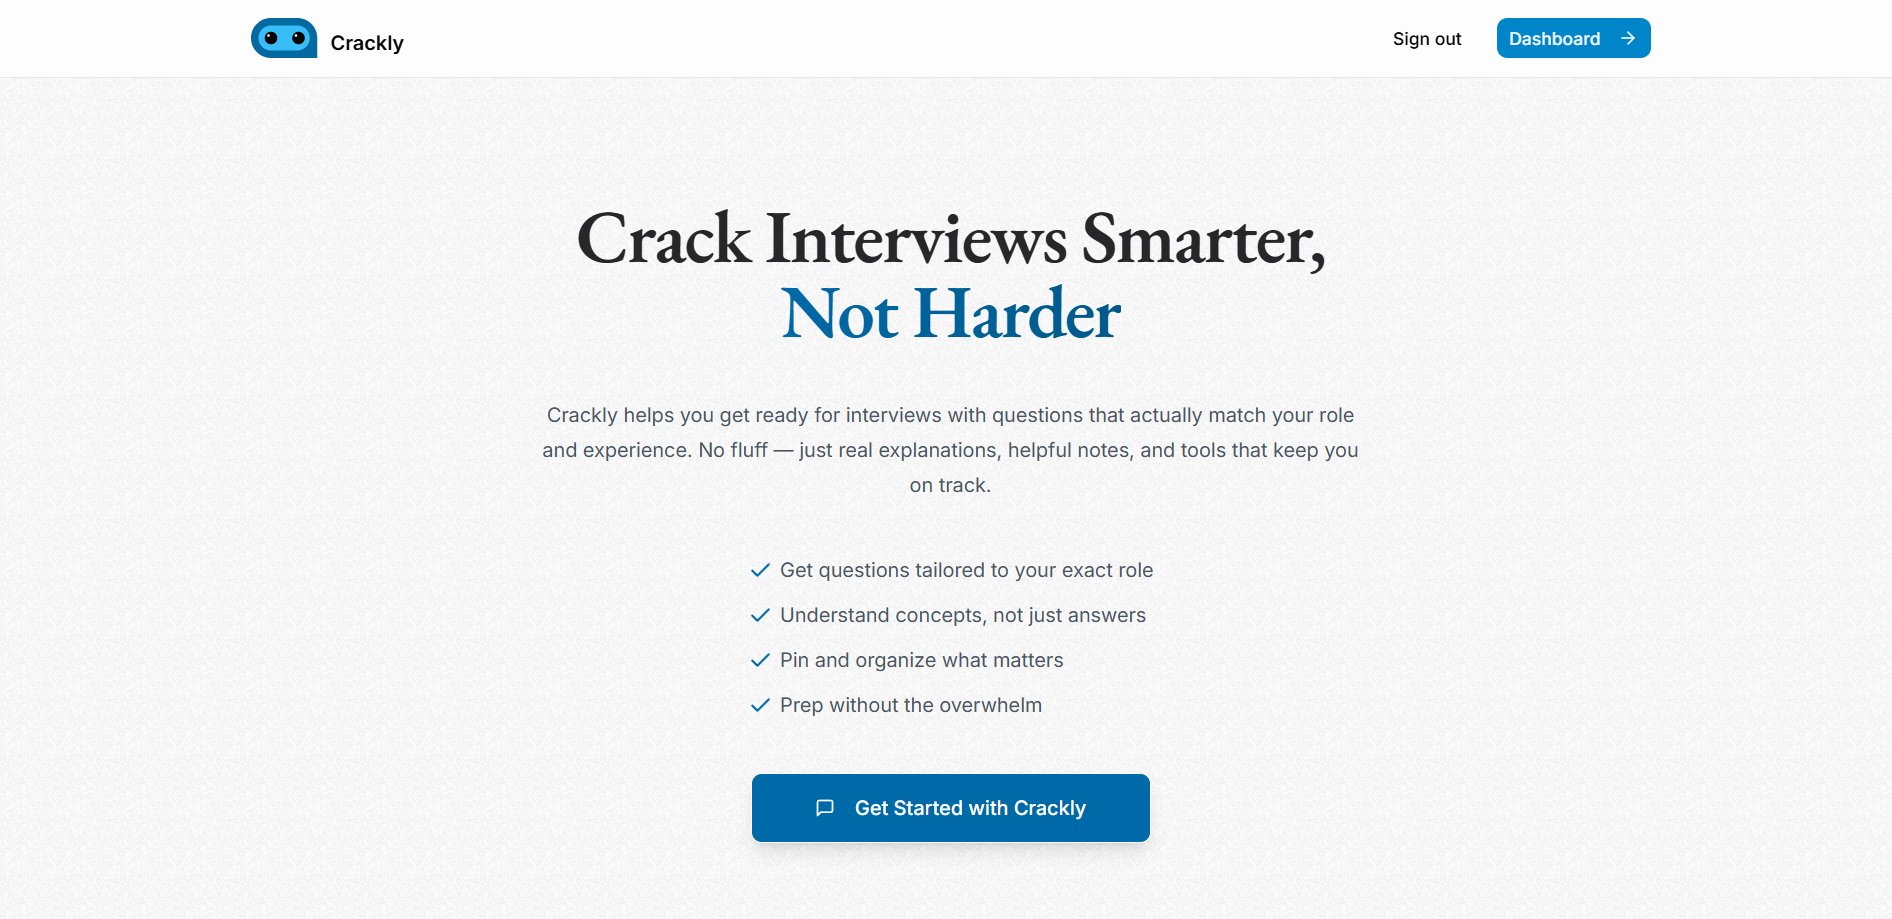 Crackly
Sign out
Dashboard
Crack Interviews Smarter,
Not Harder
Crackly helps you get ready for interviews with questions that actually match your role
and experience. No fluff — just real explanations, helpful notes, and tools that keep you
on track.
Get questions tailored to your exact role
Understand concepts, not just answers
Pin and organize what matters
Prep without the overwhelm
Get Started with Crackly